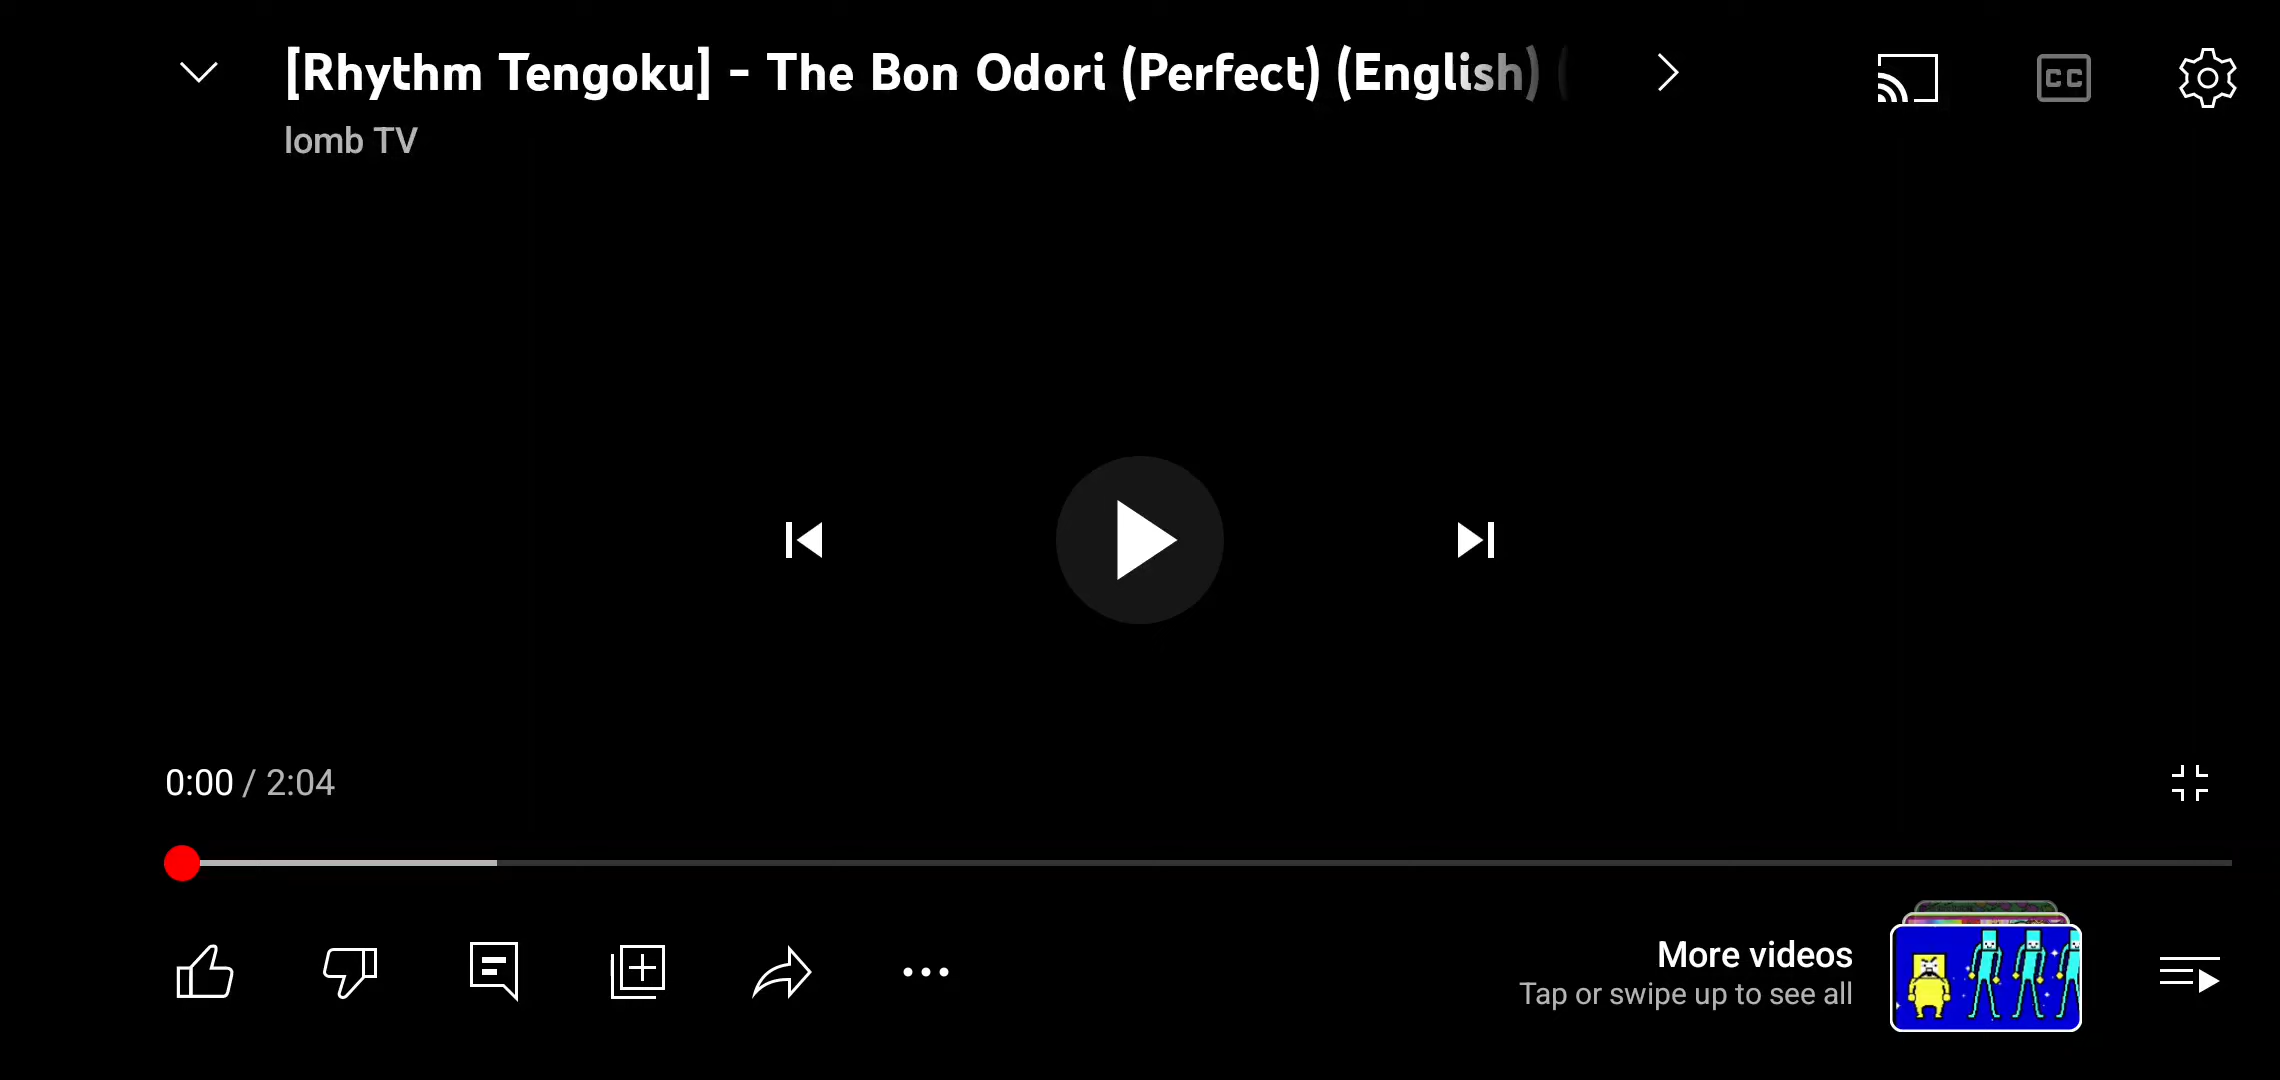 [Rhythm Tengoku] - The Bon Odori (Perfect) (English) (
lomb TV
CC
0:00 / 2:04
More videos
Tap or swipe up to see all